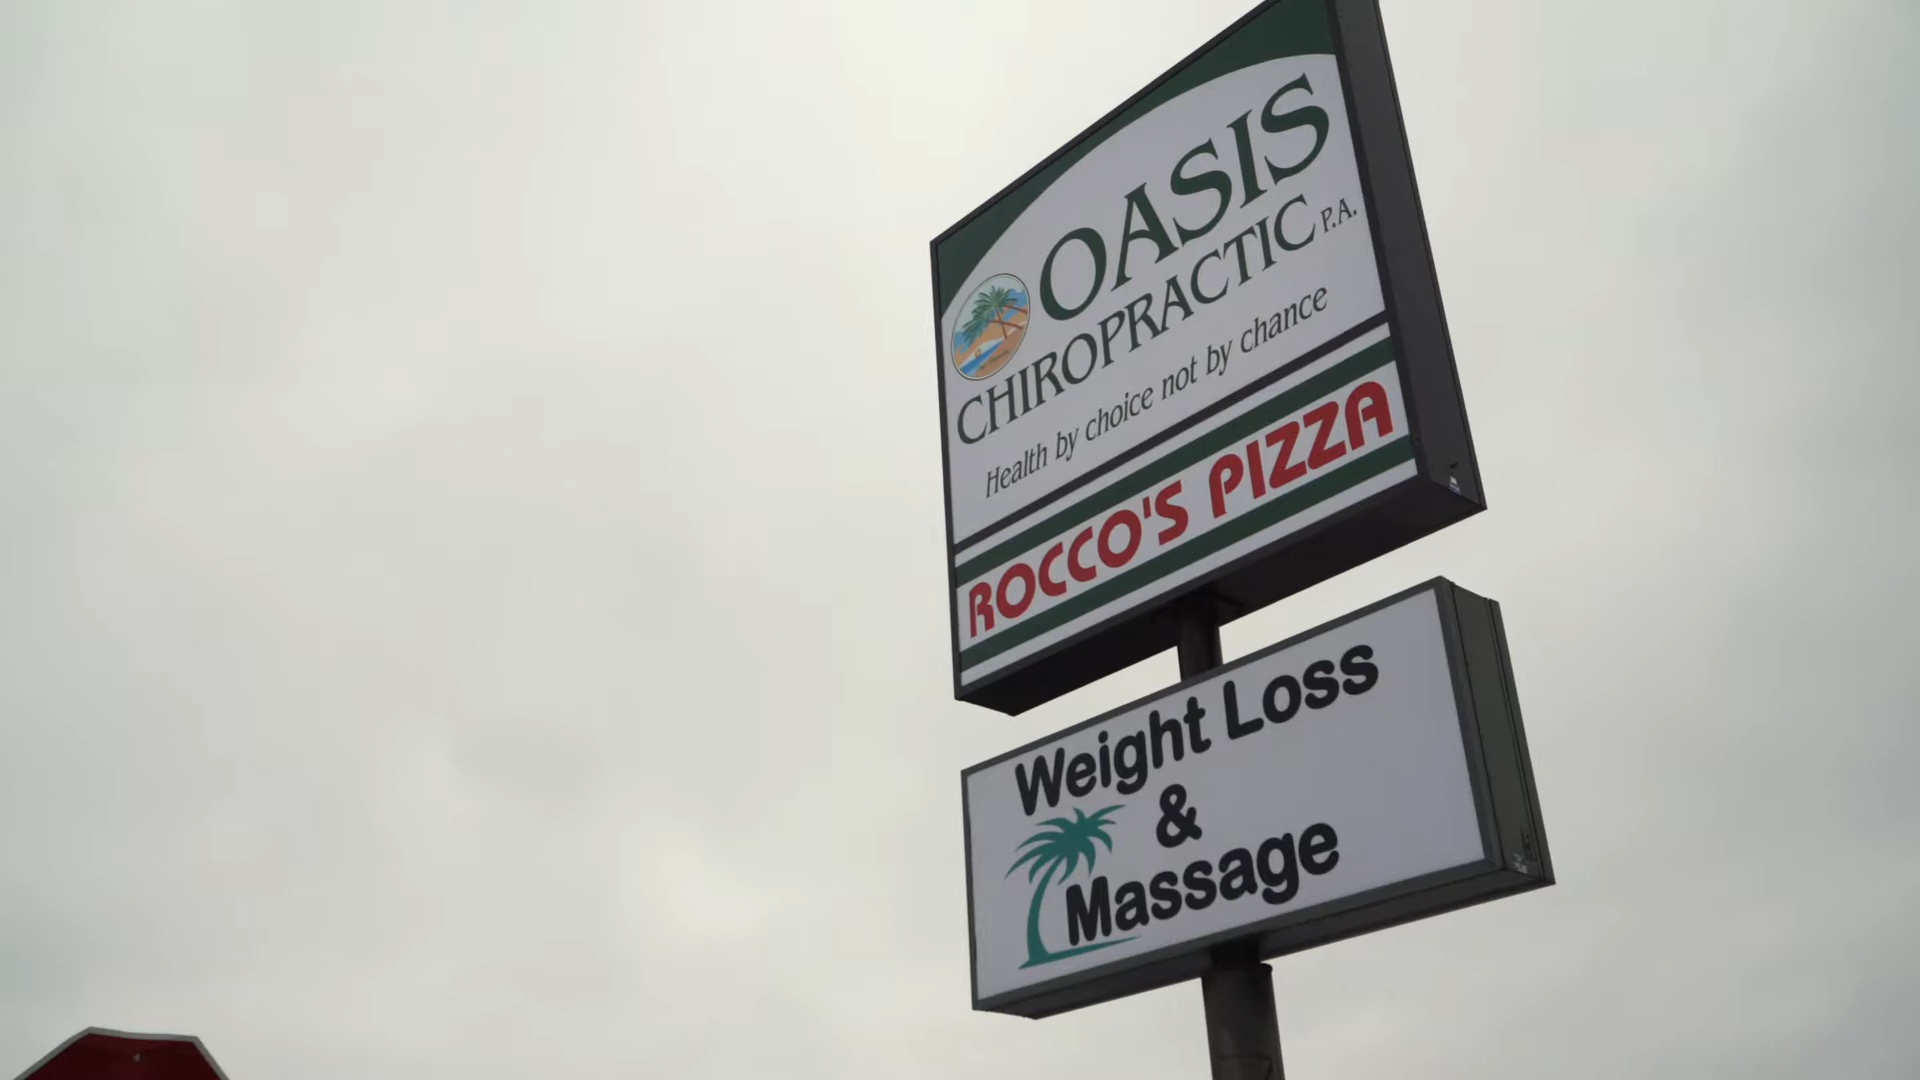 OASIS
CHIROPRACTIC P.A.
Health by choice not by chance
ROCCO'S PIZZA
Weight Loss
&
Massage